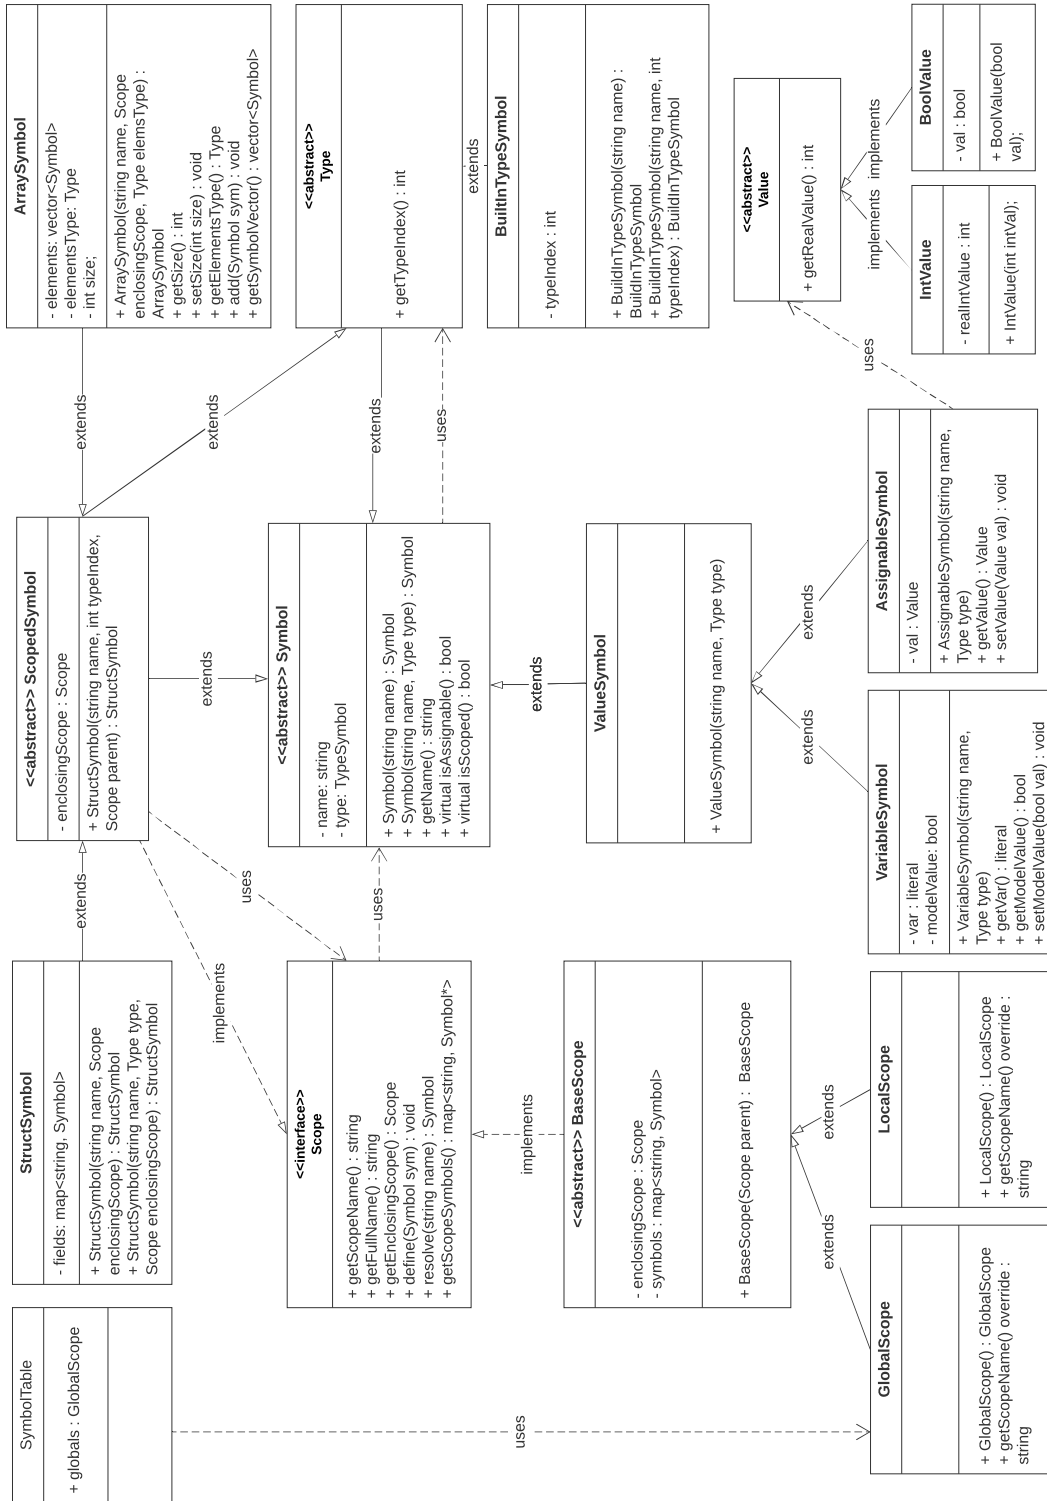 SymbolTable
+ globals : GlobalScope
StructSymbol
- fields: map<string, Symbol>
+ StructSymbol(string name, Scope
enclosingScope) : StructSymbol
+ StructSymbol(string name, Type type,
Scope enclosingScope) : StructSymbol
extends
<<abstract>> ScopedSymbol
- enclosingScope : Scope
+ StructSymbol(string name, int typeIndex,
Scope parent) : StructSymbol
extends
ArraySymbol
- elements: vector<Symbol>
- elementsType: Type
- int size;
+ ArraySymbol(string name, Scope
enclosingScope, Type elemsType) :
ArraySymbol
+ getSize() : int
+ setSize(int size) : void
+ getElementsType() : Type
+ add(Symbol sym) : void
+ getSymbolVector() : vector<Symbol>
implements
uses
extends
extends
<<interface>>
Scope
+ getScopeName() : string
+ getFullName() : string
+ getEnclosingScope() : Scope
+ define(Symbol sym) : void
+ resolve(string name) : Symbol
+ getScopeSymbols() : map<string, Symbol*>
uses
<<abstract>> Symbol
- name: string
- type: TypeSymbol
+ Symbol(string name) : Symbol
+ Symbol(string name, Type type) : Symbol
+ getName() : string
+ virtual isAssignable() : bool
+ virtual isScoped() : bool
extends
uses
<<abstract>>
Type
+ getTypeIndex() : int
uses
implements
extends
extends
<<abstract>> BaseScope
- enclosingScope : Scope
- symbols : map<string, Symbol>
+ BaseScope(Scope parent) : BaseScope
ValueSymbol
+ ValueSymbol(string name, Type type)
BuiltInTypeSymbol
- typeIndex : int
+ BuildInTypeSymbol(string name) :
BuildInTypeSymbol
+ BuildInTypeSymbol(string name, int
typeIndex) : BuildInTypeSymbol
<<abstract>>
Value
+ getRealValue() : int
extends
extends
extends
extends
uses
implements
implements
GlobalScope
+ GlobalScope() : GlobalScope
+ getScopeName() override :
string
LocalScope
+ LocalScope() : LocalScope
+ getScopeName() override :
string
VariableSymbol
- var : literal
- modelValue: bool
+ VariableSymbol(string name,
Type type)
+ getVar() : literal
+ getModelValue() : bool
+ setModelValue(bool val) : void
AssignableSymbol
- val : Value
+ AssignableSymbol(string name,
Type type)
+ getValue() : Value
+ setValue(Value val) : void
IntValue
- realIntValue : int
+ IntValue(int intVal);
BoolValue
- val : bool
+ BoolValue(bool
val);